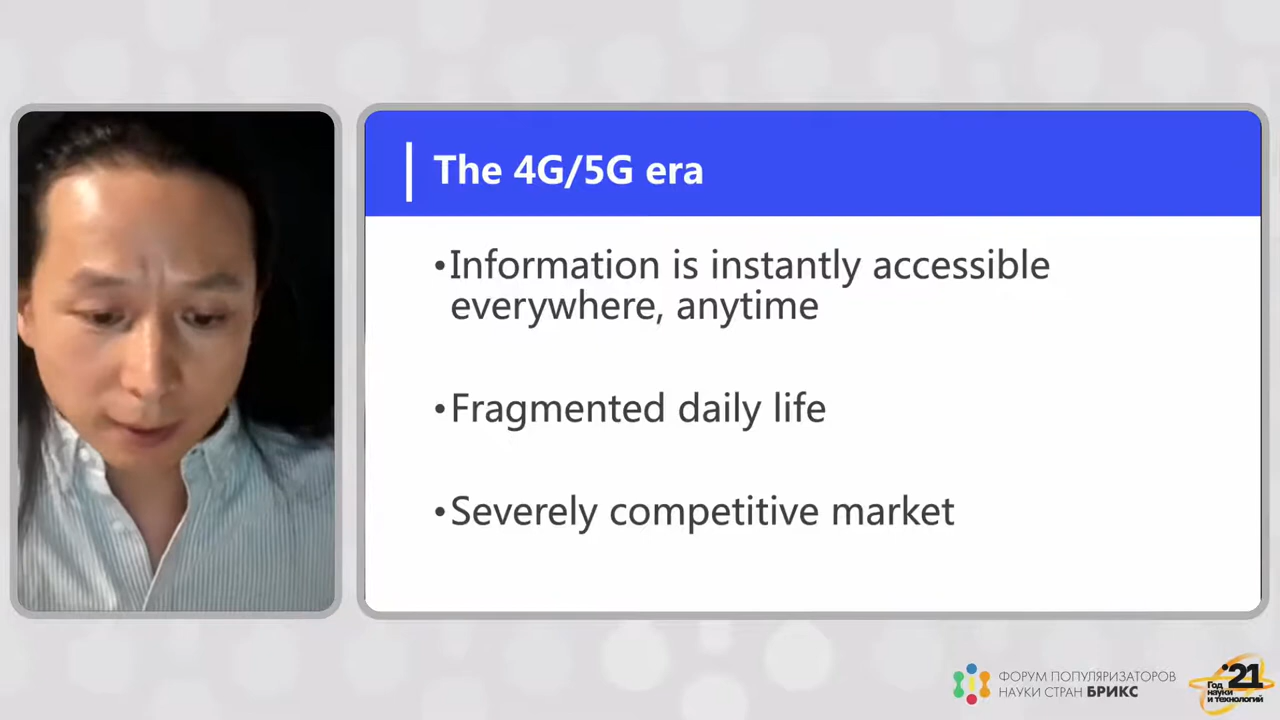 The 4G/5G era
•Information is instantly accessible
everywhere, anytime
•Fragmented daily life
•Severely competitive market
ФОРУМ ПОПУЛЯРИЗАТОРОВ
НАУКИ СТРАН БРИКС
'21
Год
науки
и технологий